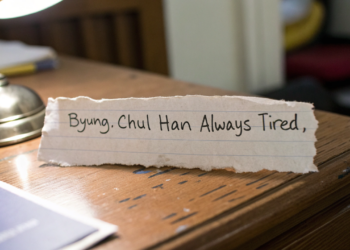 Byung. Chul Han Always Tired,